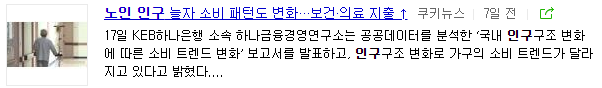 노인 인구 늘자 소비 패턴도 변화…보건·의료 지출 ↑ 쿠키뉴스 | 7일 전 |
17일 KEB하나은행 소속 하나금융경영연구소는 공공데이터를 분석한 '국내 인구구조 변화
에 따른 소비 트렌드 변화' 보고서를 발표하고, 인구구조 변화로 가구의 소비 트렌드가 달라
지고 있다고 밝혔다....